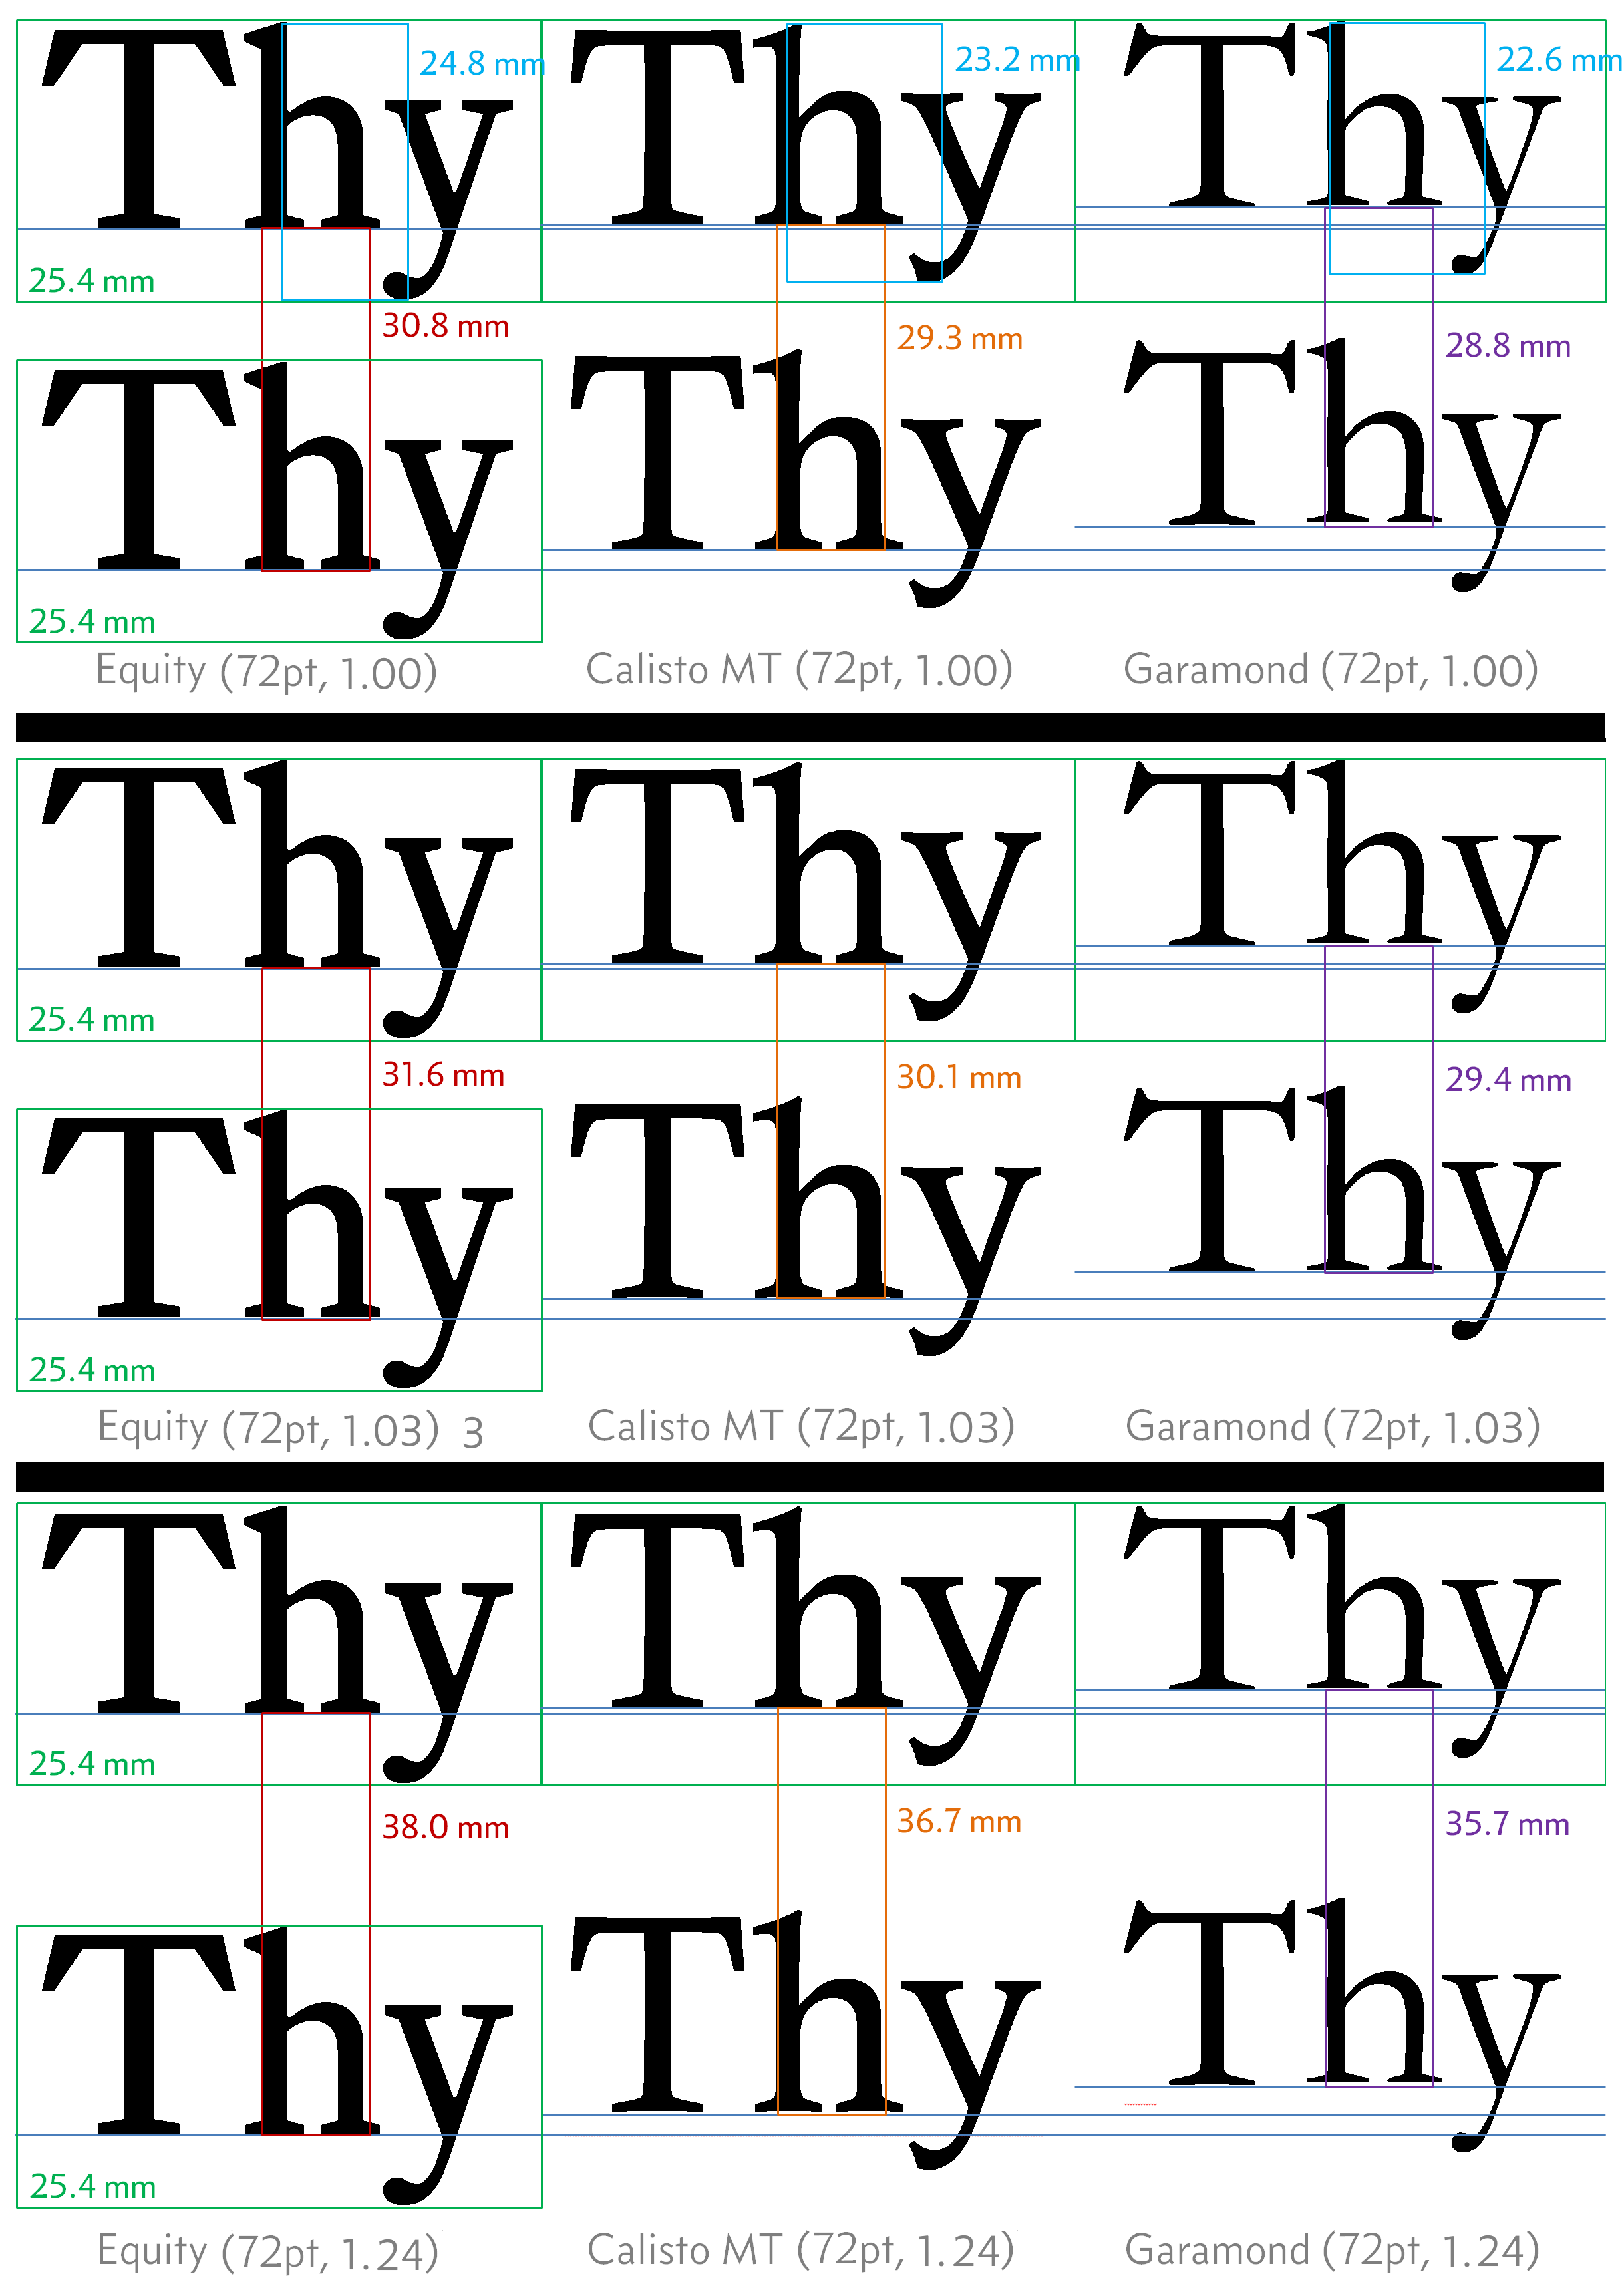 Thy Thy Thy
24.8 mm 23.2 mm 22.6 mm
25.4 mm
30.8 mm 29.3 mm 28.8 mm
Thy Thy Thy
25.4 mm
Equity (72pt, 1.00) Calisto MT (72pt, 1.00) Garamond (72pt, 1.00)
Thy Thy Thy
25.4 mm
31.6 mm 30.1 mm 29.4 mm
Thy Thy Thy
25.4 mm
Equity (72pt, 1.03) 3 Calisto MT (72pt, 1.03) Garamond (72pt, 1.03)
Thy Thy Thy
25.4 mm
38.0 mm 36.7 mm 35.7 mm
Thy Thy Thy
25.4 mm
Equity (72pt, 1.24) Calisto MT (72pt, 1.24) Garamond (72pt, 1.24)